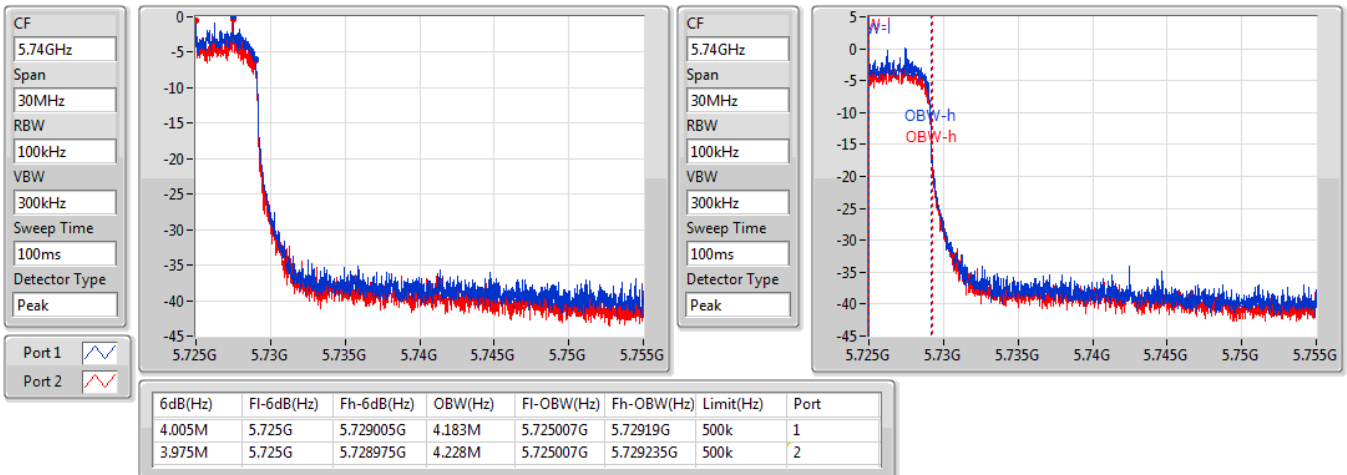 CF
5.74GHz
Span
30MHz
RBW
100kHz
VBW
300kHz
Sweep Time
100ms
Detector Type
Peak
Port 1
Port 2
0
-5
-10
-15
-20
-25
-30
-35
-40
-45
5.725G 5.73G 5.735G 5.74G 5.745G 5.75G 5.755G
CF
5.74GHz
Span
30MHz
RBW
100kHz
VBW
300kHz
Sweep Time
100ms
Detector Type
Peak
5
0
-5
-10
-15
-20
-25
-30
-35
-40
-45
OBW-h
OBW-h
5.725G 5.73G 5.735G 5.74G 5.745G 5.75G 5.755G
6dB(Hz) Fl-6dB(Hz) Fh-6dB(Hz) OBW(Hz) Fl-OBW(Hz) Fh-OBW(Hz) Limit(Hz) Port
4.005M 5.725G 5.729005G 4.183M 5.725007G 5.72919G 500k 1
3.975M 5.725G 5.728975G 4.228M 5.725007G 5.729235G 500k 2